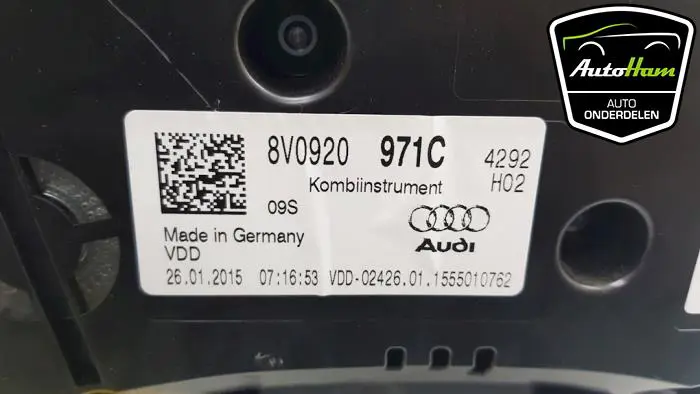 AutoHam
AUTO
ONDERDELEN
8V0920 971C 4292
Kombiinstrument H02
09S
Audi
Made in Germany
VDD
26.01.2015 07:16:53 VDD-02426.01.1555010762